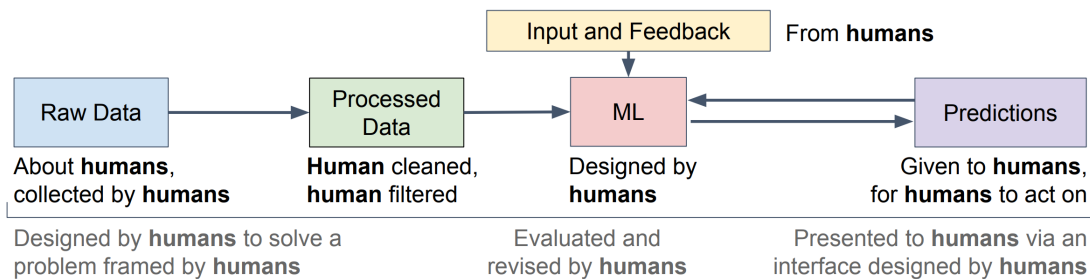 Input and Feedback
From humans
Raw Data
Processed
Data
ML
Predictions
About humans,
collected by humans
Human cleaned,
human filtered
Designed by
humans
Given to humans,
for humans to act on
Designed by humans to solve a
problem framed by humans
Evaluated and
revised by humans
Presented to humans via an
interface designed by humans